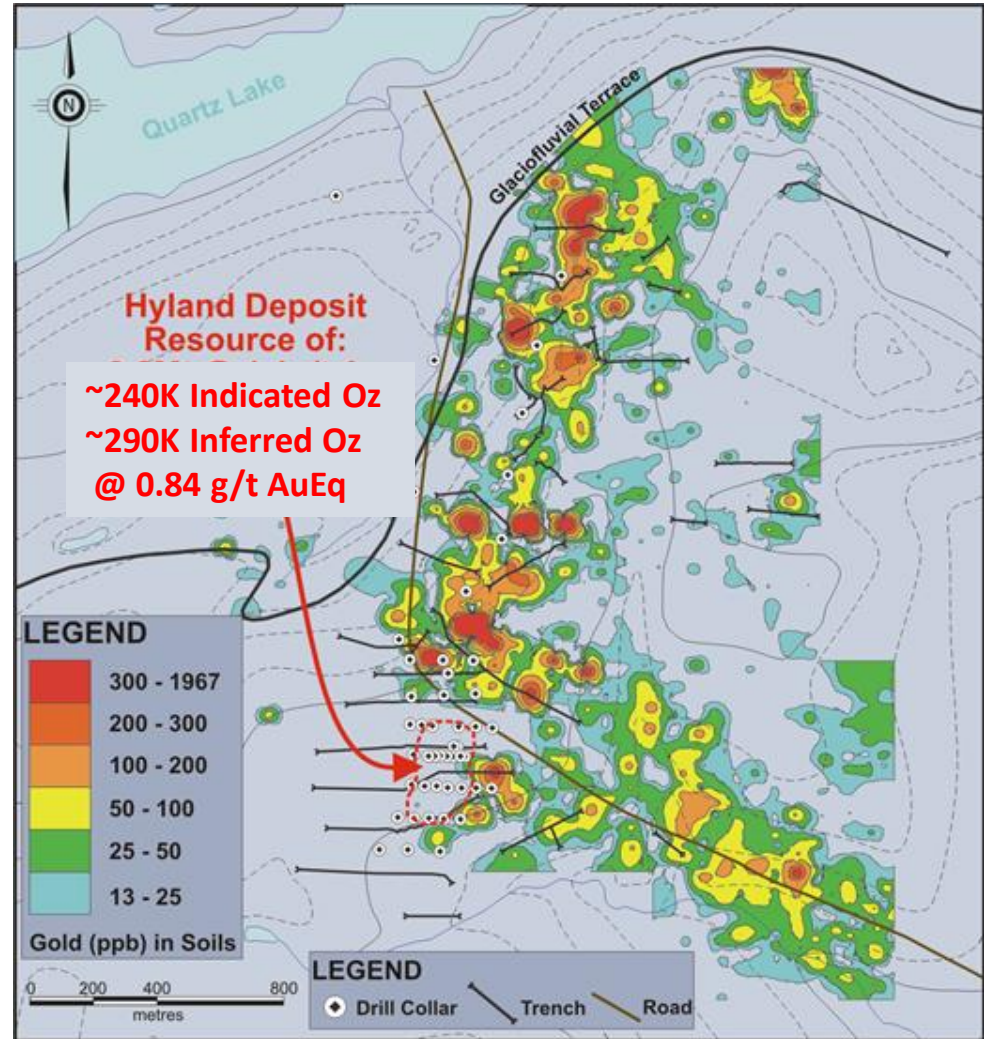 N
Quartz Lake
Glaciofluvial Terrace
Hyland Deposit
Resource of:
~240K Indicated Oz
~290K Inferred Oz
@ 0.84 g/t AuEq
LEGEND
300 - 1967
200 - 300
100 - 200
50 - 100
25 - 50
13 - 25
Gold (ppb) in Soils
0 200 400 800
metres
LEGEND
Drill Collar Trench Road